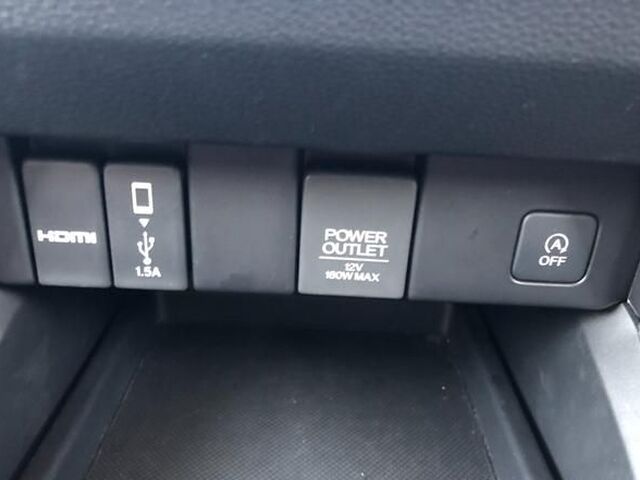 HDMI
1.5A
POWER
OUTLET
12V
180W MAX
A
OFF